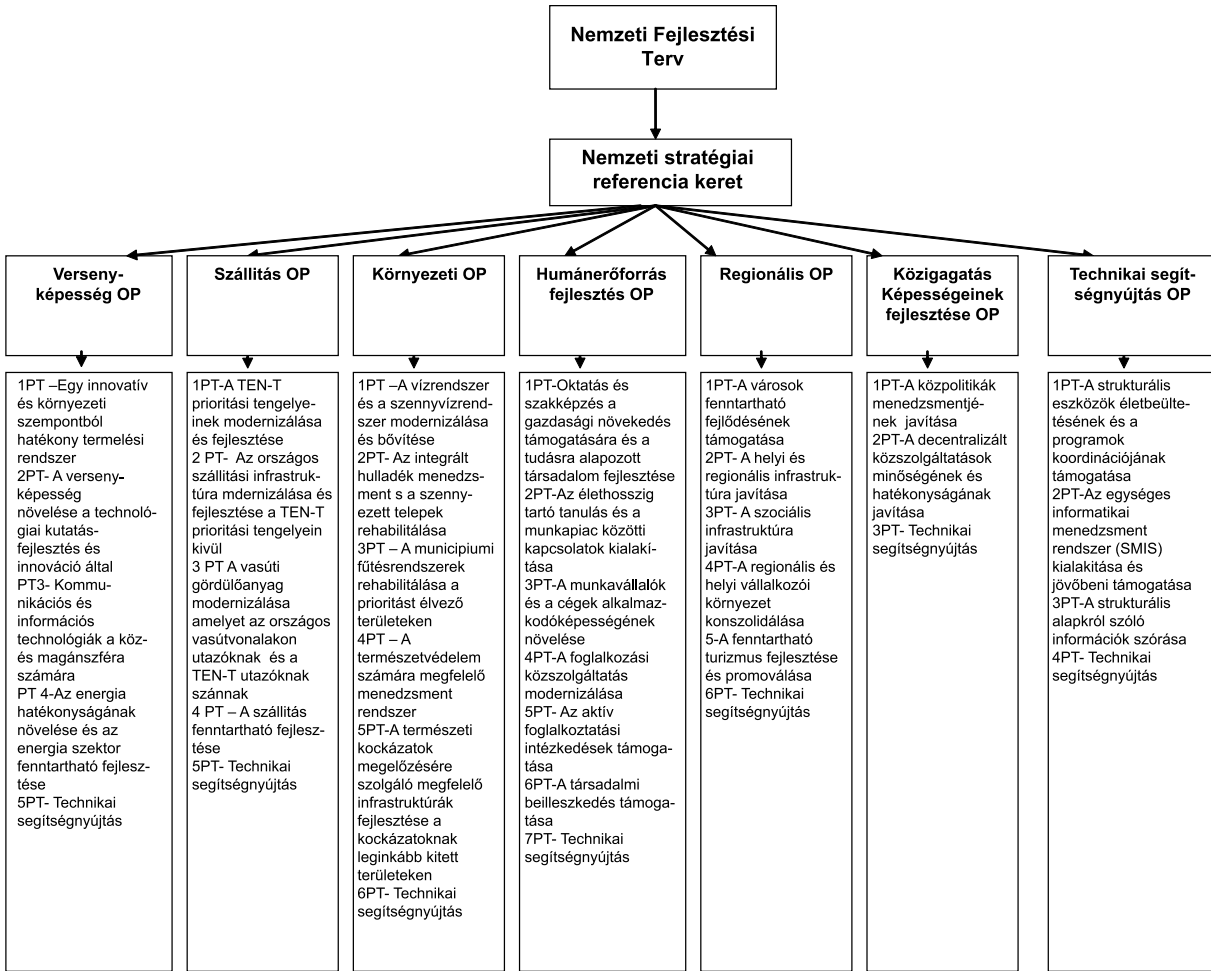 Nemzeti Fejlesztési
Terv
Nemzeti stratégiai
referencia keret
Verseny-
képesség OP
Szállitás OP
Környezeti OP
Humánerőforrás
fejlesztés OP
Regionális OP
Közigagatás
Képességeinek
fejlesztése OP
Technikai segít-
ségnyújtás OP
1PT –Egy innovatív
és környezeti
szempontból
hatékony termelési
rendszer
2PT- A verseny-
képesség
növelése a technoló-
giai kutatás-
fejlesztés és
innováció által
PT3- Kommu-
nikációs és
információs
technológiák a köz-
és magánszféra
számára
PT 4-Az energia
hatékonyságának
növelése és az
energia szektor
fenntartható fejlesz-
tése
5PT- Technikai
segítségnyújtás
1PT-A TEN-T
prioritási tengelye-
inek modernizálása
és fejlesztése
2 PT- Az országos
szállitási infrastruk-
túra mdernizálása és
fejlesztése a TEN-T
prioritási tengelyein
kivül
3 PT A vasúti
gördülőanyag
modernizálása
amelyet az országos
vasútvonalakon
utazóknak és a
TEN-T utazóknak
szánnak
4 PT – A szállitás
fenntartható fejlesz-
tése
5PT- Technikai
segítségnyújtás
1PT –A vízrendszer
és a szennyvízrend-
szer modernizálása
és bővítése
2PT- Az integrált
hulladék menedzs-
ment s a szenny-
yezett telepek
rehabilitálása
3PT – A municipiumi
fűtésrendszerek
rehabilitálása a
prioritást élvező
területeken
4PT – A
természetvédelem
számára megfelelő
menedzsment
rendszer
5PT-A természeti
kockázatok
megelőzésére
szolgáló megfelelő
infrastruktúrák
fejlesztése a
kockázatoknak
leginkább kitett
területeken
6PT- Technikai
segítségnyújtás
1PT-Oktatás és
szakképzés a
gazdasági növekedés
támogatására és a
tudásra alapozott
társadalom fejlesztése
2PT-Az élethosszig
tartó tanulás és a
munkapiac közötti
kapcsolatok kialakí-
tása
3PT-A munkavállalók
és a cégek alkalmaz-
kodóképességének
növelése
4PT-A foglalkozási
közszolgáltatás
modernizálása
5PT- Az aktív
foglalkoztatási
intézkedések támoga-
tása
6PT-A társadalmi
beilleszkedés támoga-
tása
7PT- Technikai
segítségnyújtás
1PT-A városok
fenntartható
fejlődésének
támogatása
2PT-A helyi és
regionális infrastruk-
túra javítása
3PT- A szociális
infrastruktúra
javítása
4PT-A regionális és
helyi vállalkozói
környezet
konszolidálása
5-A fenntartható
turizmus fejlesztése
és promoválása
6PT- Technikai
segítségnyújtás
1PT-A közpolitikák
menedzsmentjé-
nek javítása
2PT-A decentralizált
közszolgáltatások
minőségének és
hatékonyságának
javítása
3PT- Technikai
segítségnyújtás
1PT-A strukturális
eszközök életbeülte-
tésének és a
programok
koordinációjának
támogatása
2PT-Az egységes
informatikai
menedzsment
rendszer (SMIS)
kialakitása és
jövőbeni támogatása
3PT-A strukturális
alapkról szóló
információk szórása
4PT- Technikai
segítségnyújtás